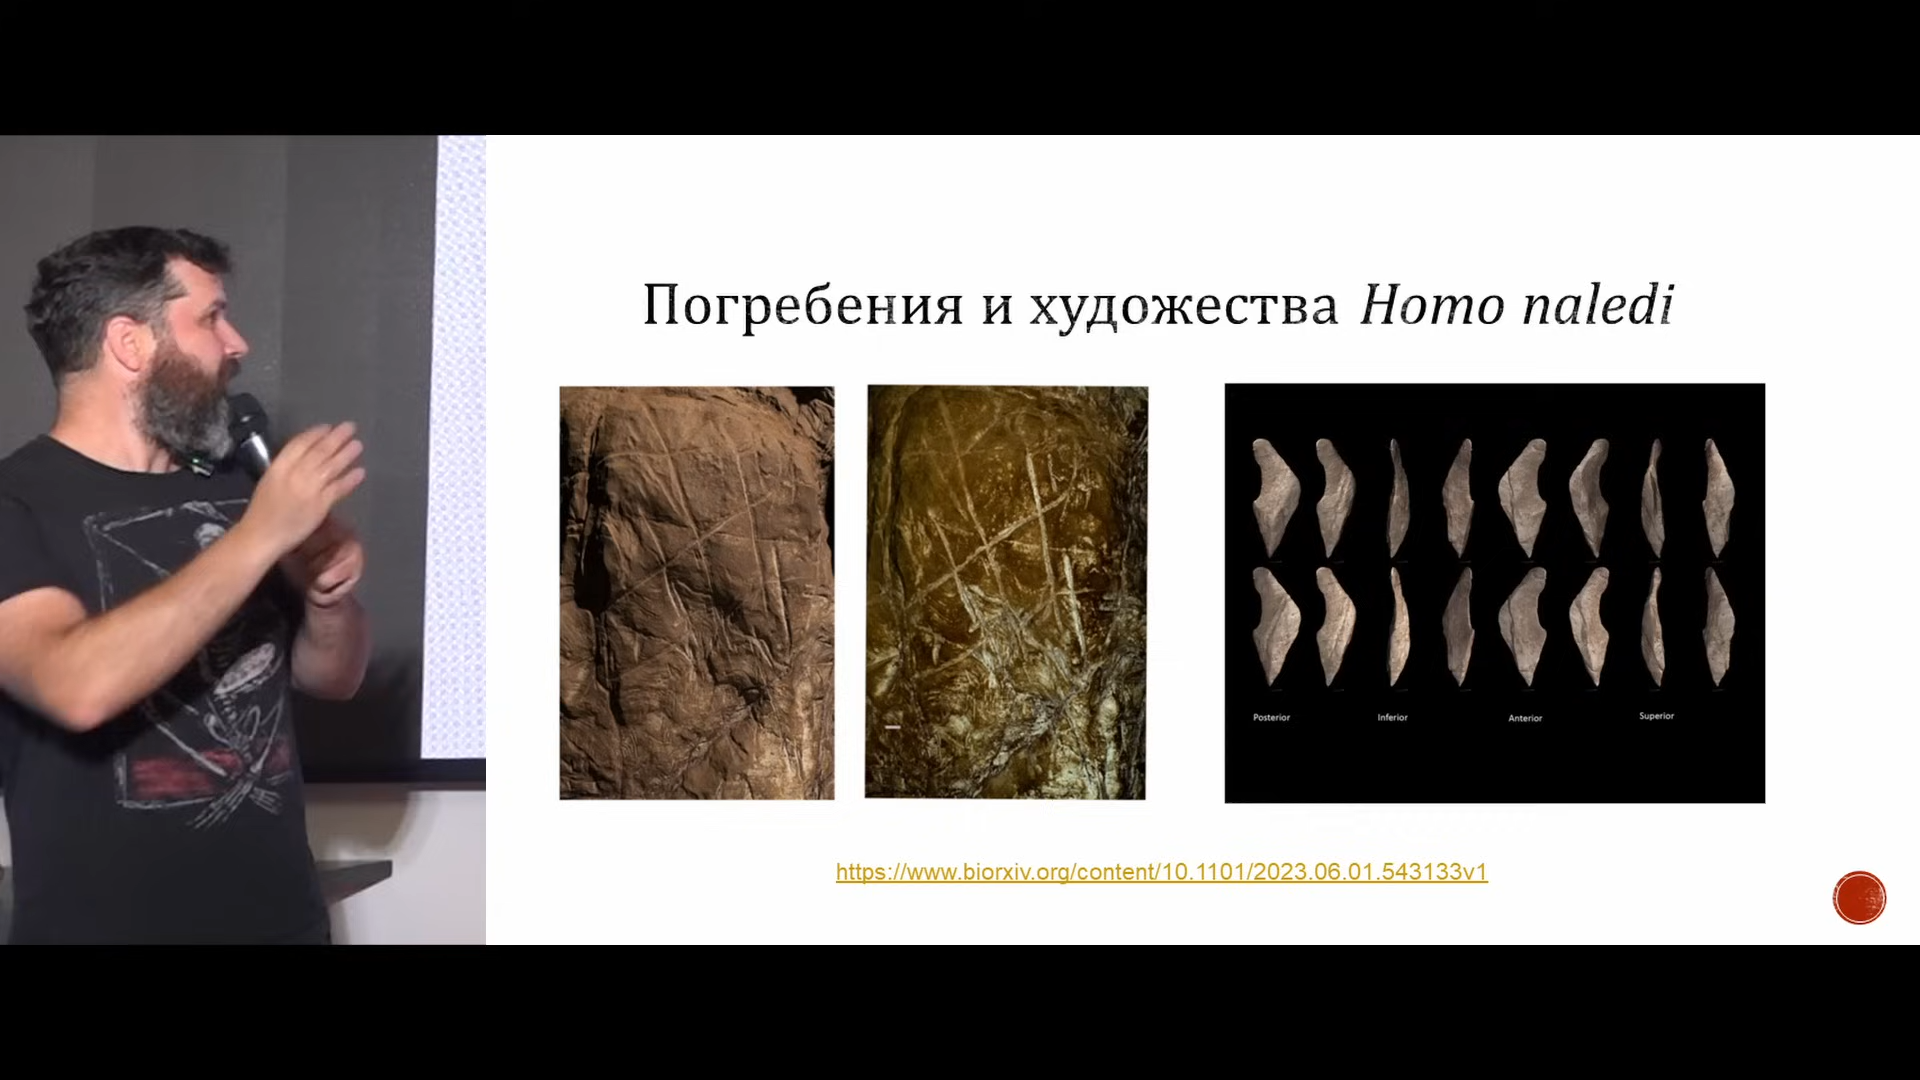 Погребения и художества Homo naledi
Posterior
Inferior
Anterior
Superior
https://www.biorxiv.org/content/10.1101/2023.06.01.543133v1